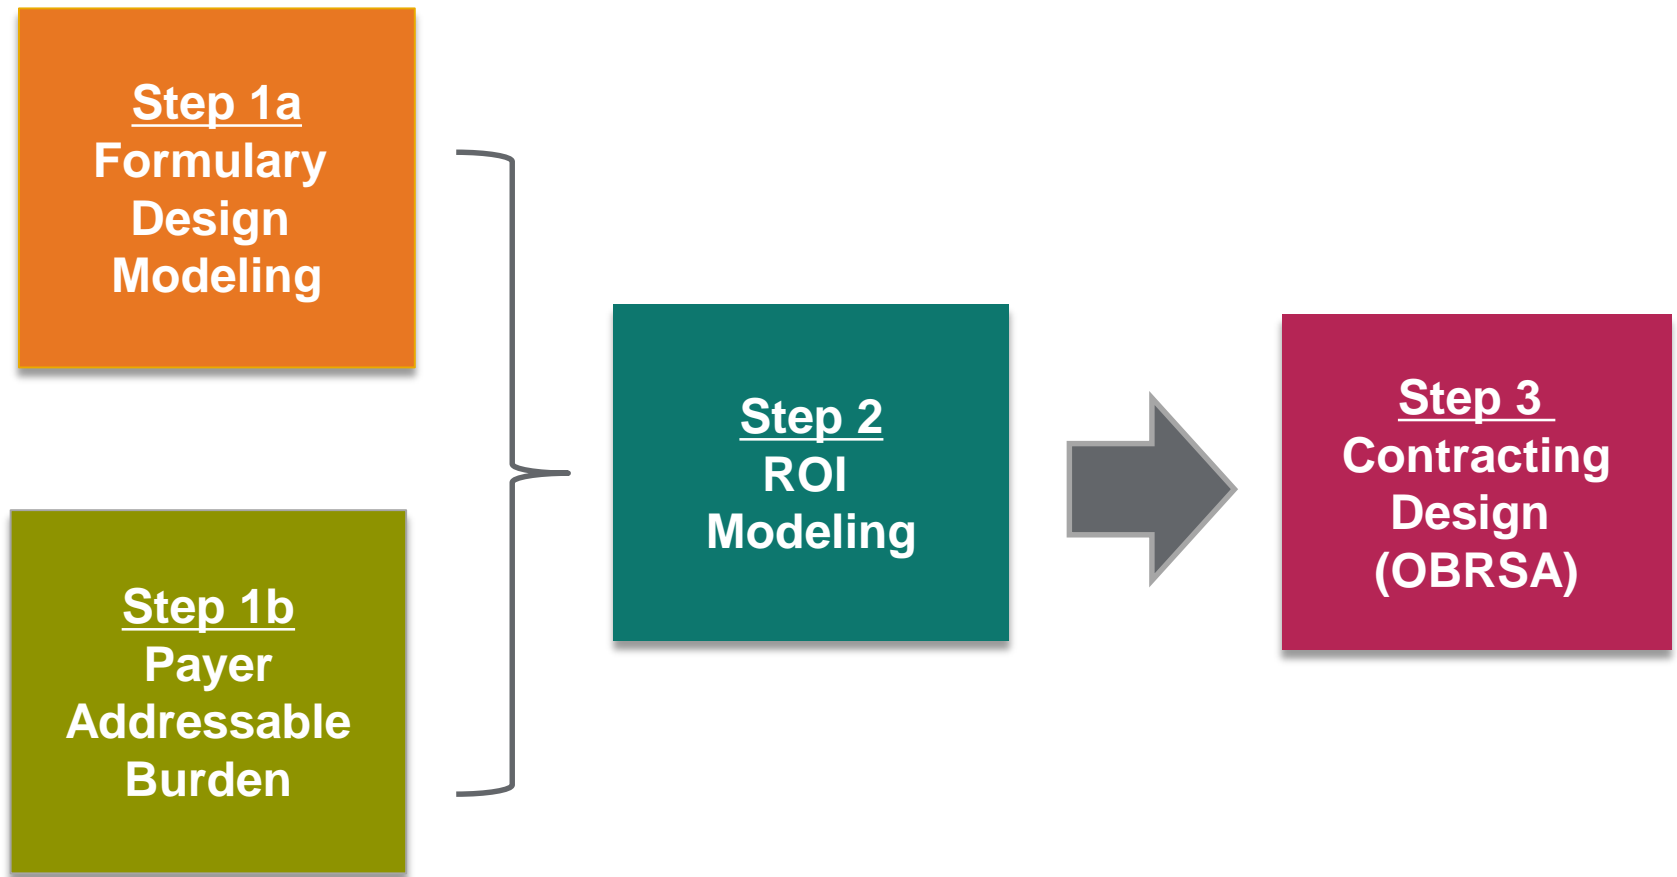 Step 1a
Formulary
Design
Modeling
Step 1b
Payer
Addressable
Burden
Step 2
ROI
Modeling
Step 3
Contracting
Design
(OBRSA)